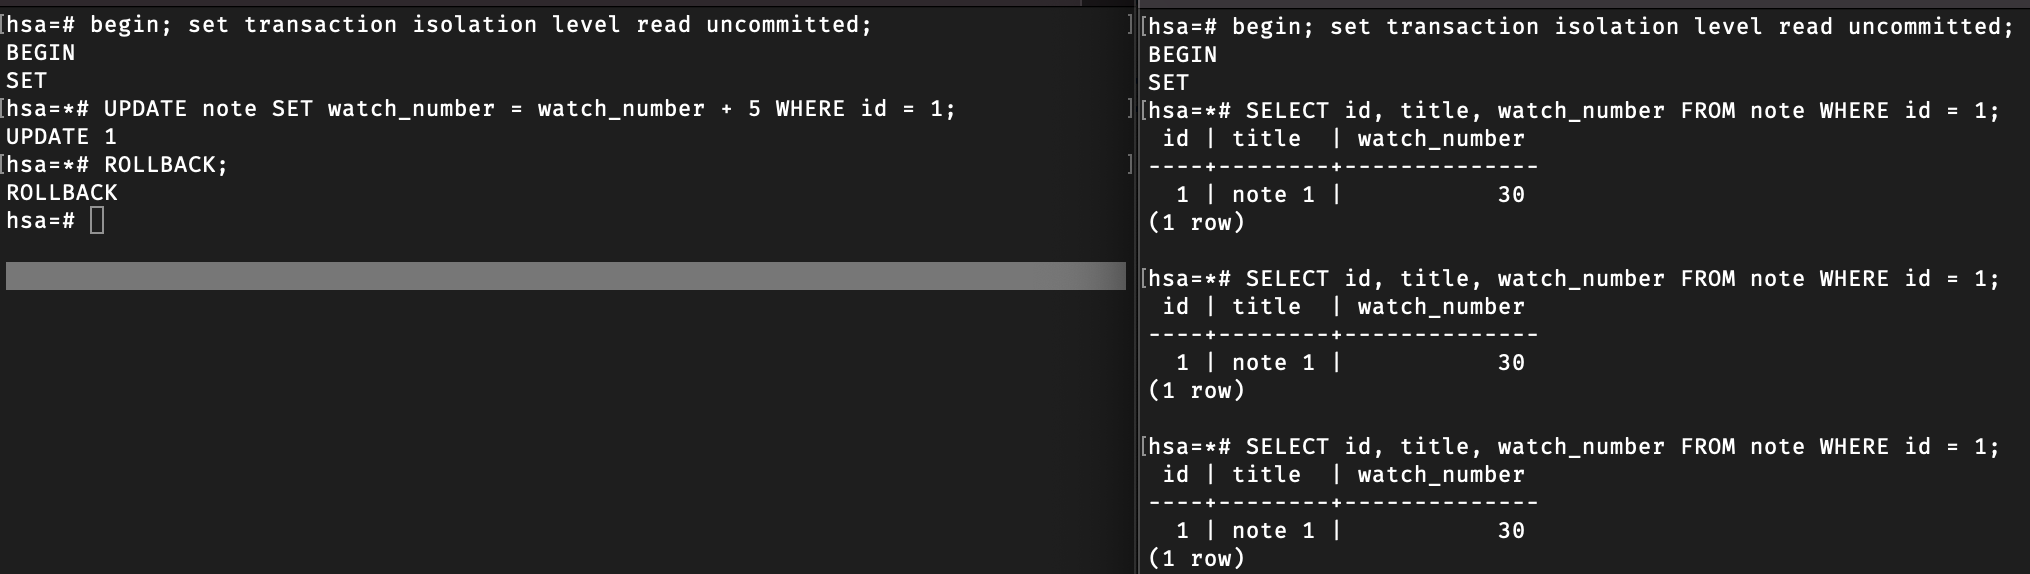 hsa=# begin; set transaction isolation level read uncommitted;
BEGIN
SET
hsa=*# UPDATE note SET watch_number = watch_number + 5 WHERE id = 1;
UPDATE 1
hsa=*# ROLLBACK;
ROLLBACK
hsa=#
hsa=# begin; set transaction isolation level read uncommitted;
BEGIN
SET
hsa=*# SELECT id, title, watch_number FROM note WHERE id = 1;
 id | title  | watch_number
----+--------+--------------
  1 | note 1 |           30
(1 row)
hsa=*# SELECT id, title, watch_number FROM note WHERE id = 1;
 id | title  | watch_number
----+--------+--------------
  1 | note 1 |           30
(1 row)
hsa=*# SELECT id, title, watch_number FROM note WHERE id = 1;
 id | title  | watch_number
----+--------+--------------
  1 | note 1 |           30
(1 row)